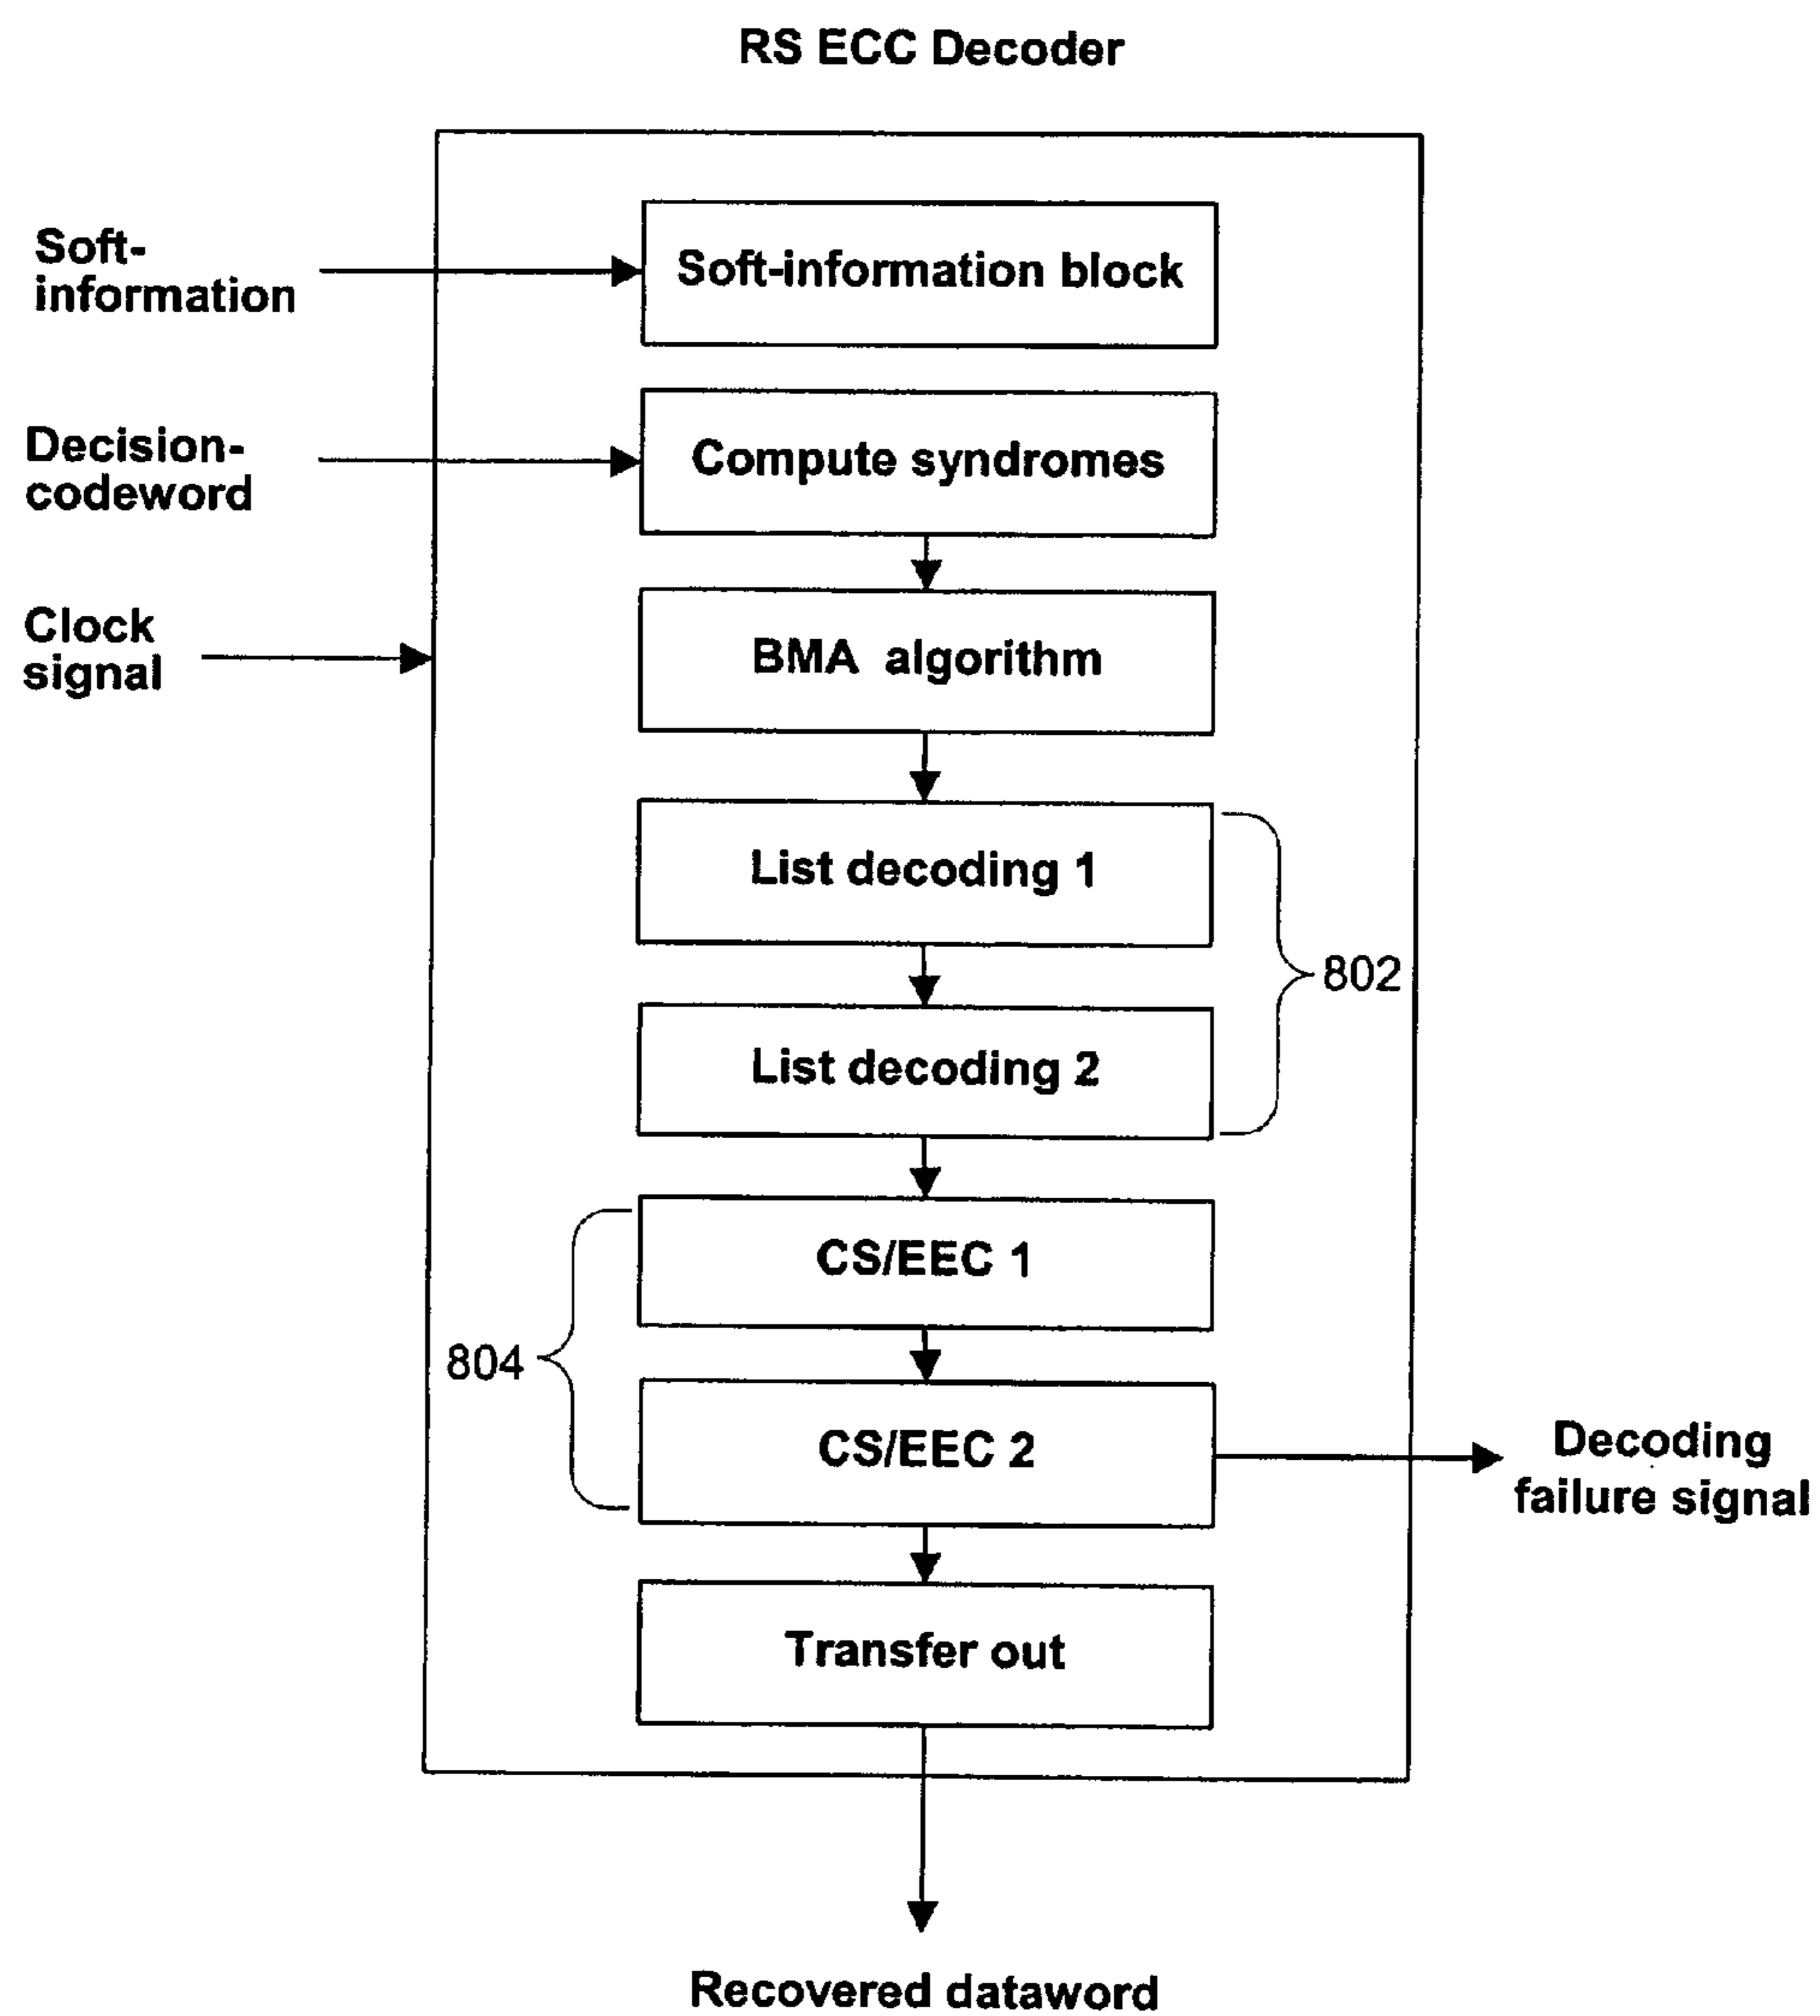 RS ECC Decoder
Soft-
information
Soft-information block
Decision-
codeword
Compute syndromes
Clock
signal
BMA algorithm
List decoding 1
802
List decoding 2
CS/EEC 1
804
CS/EEC 2
Decoding
failure signal
Transfer out
Recovered dataword